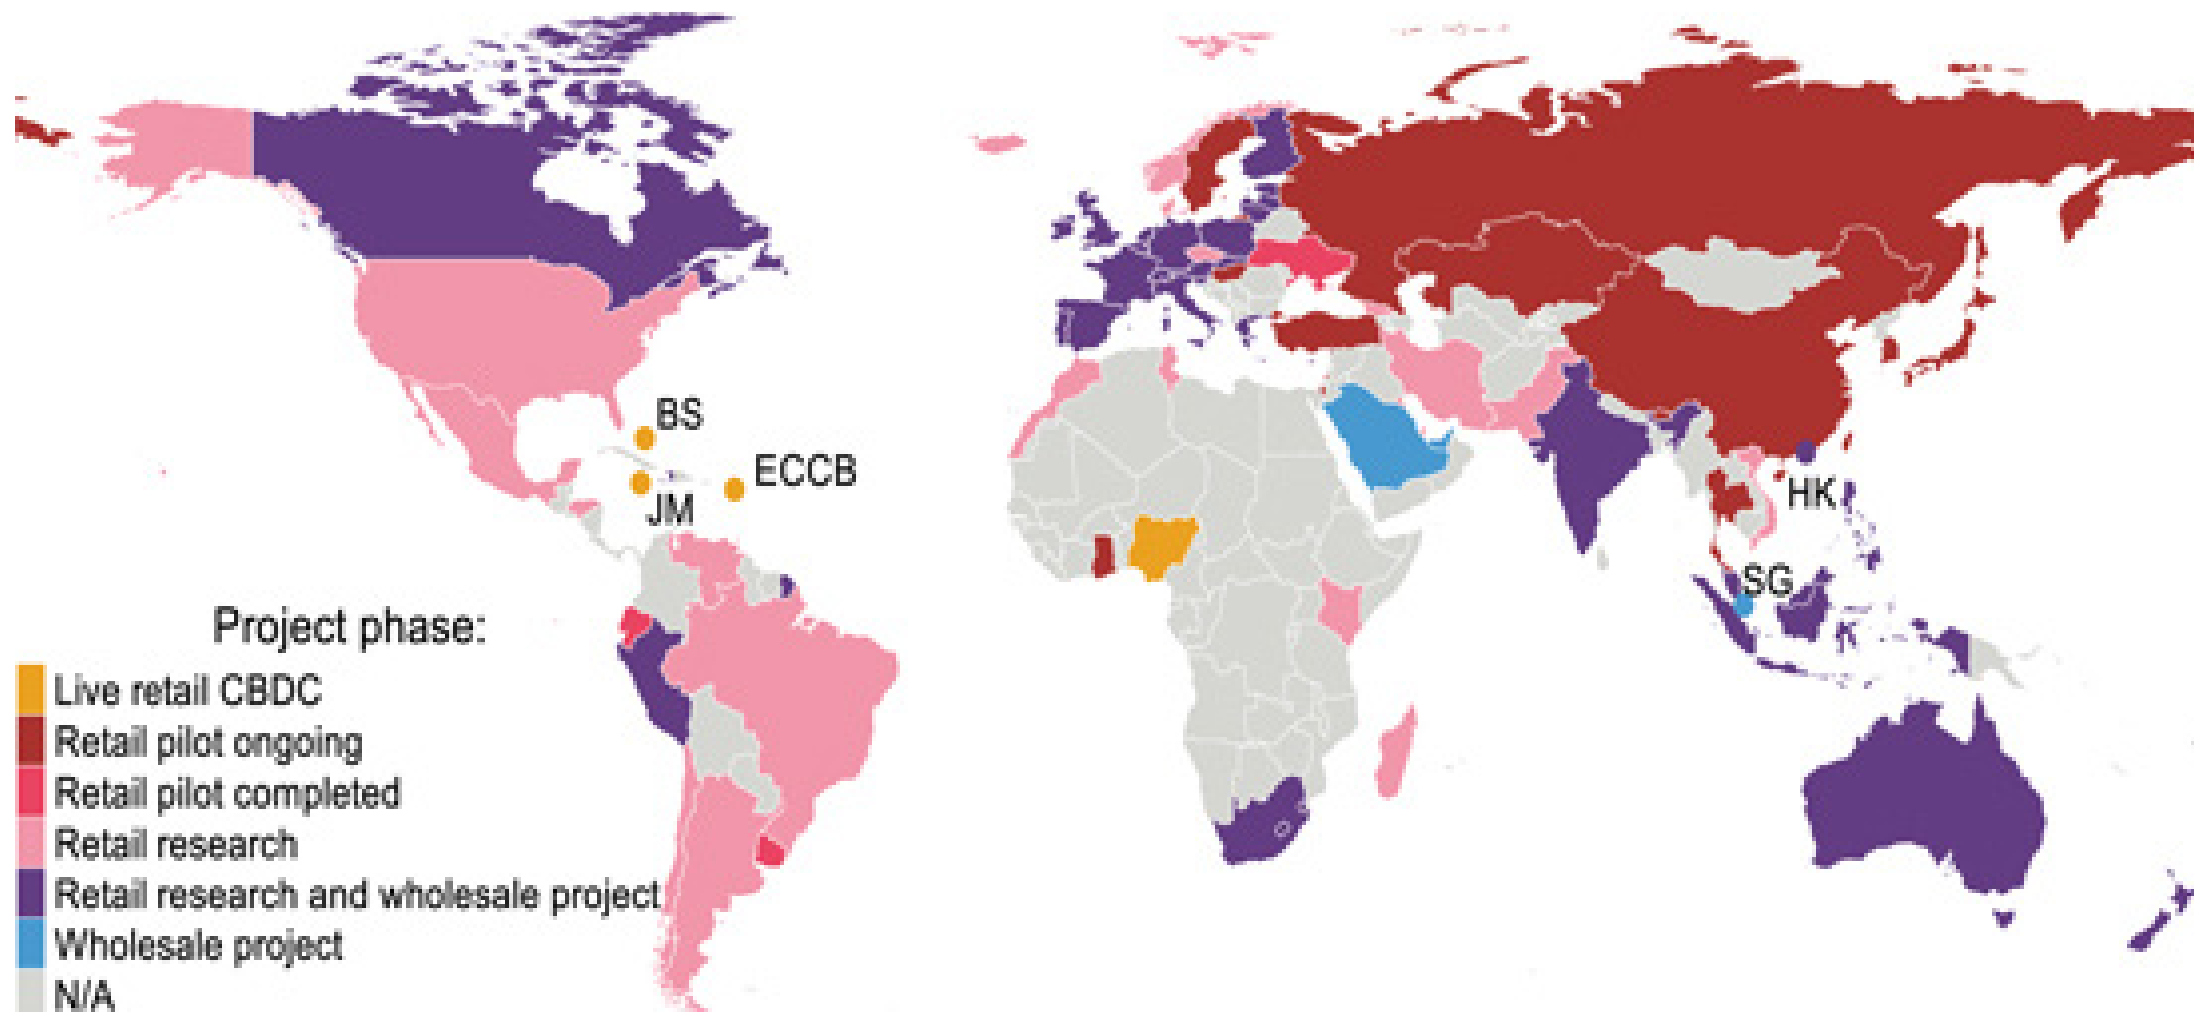 BS
ECCB
JM
HK
SG
Project phase:
Live retail CBDC
Retail pilot ongoing
Retail pilot completed
Retail research
Retail research and wholesale project
Wholesale project
N/A